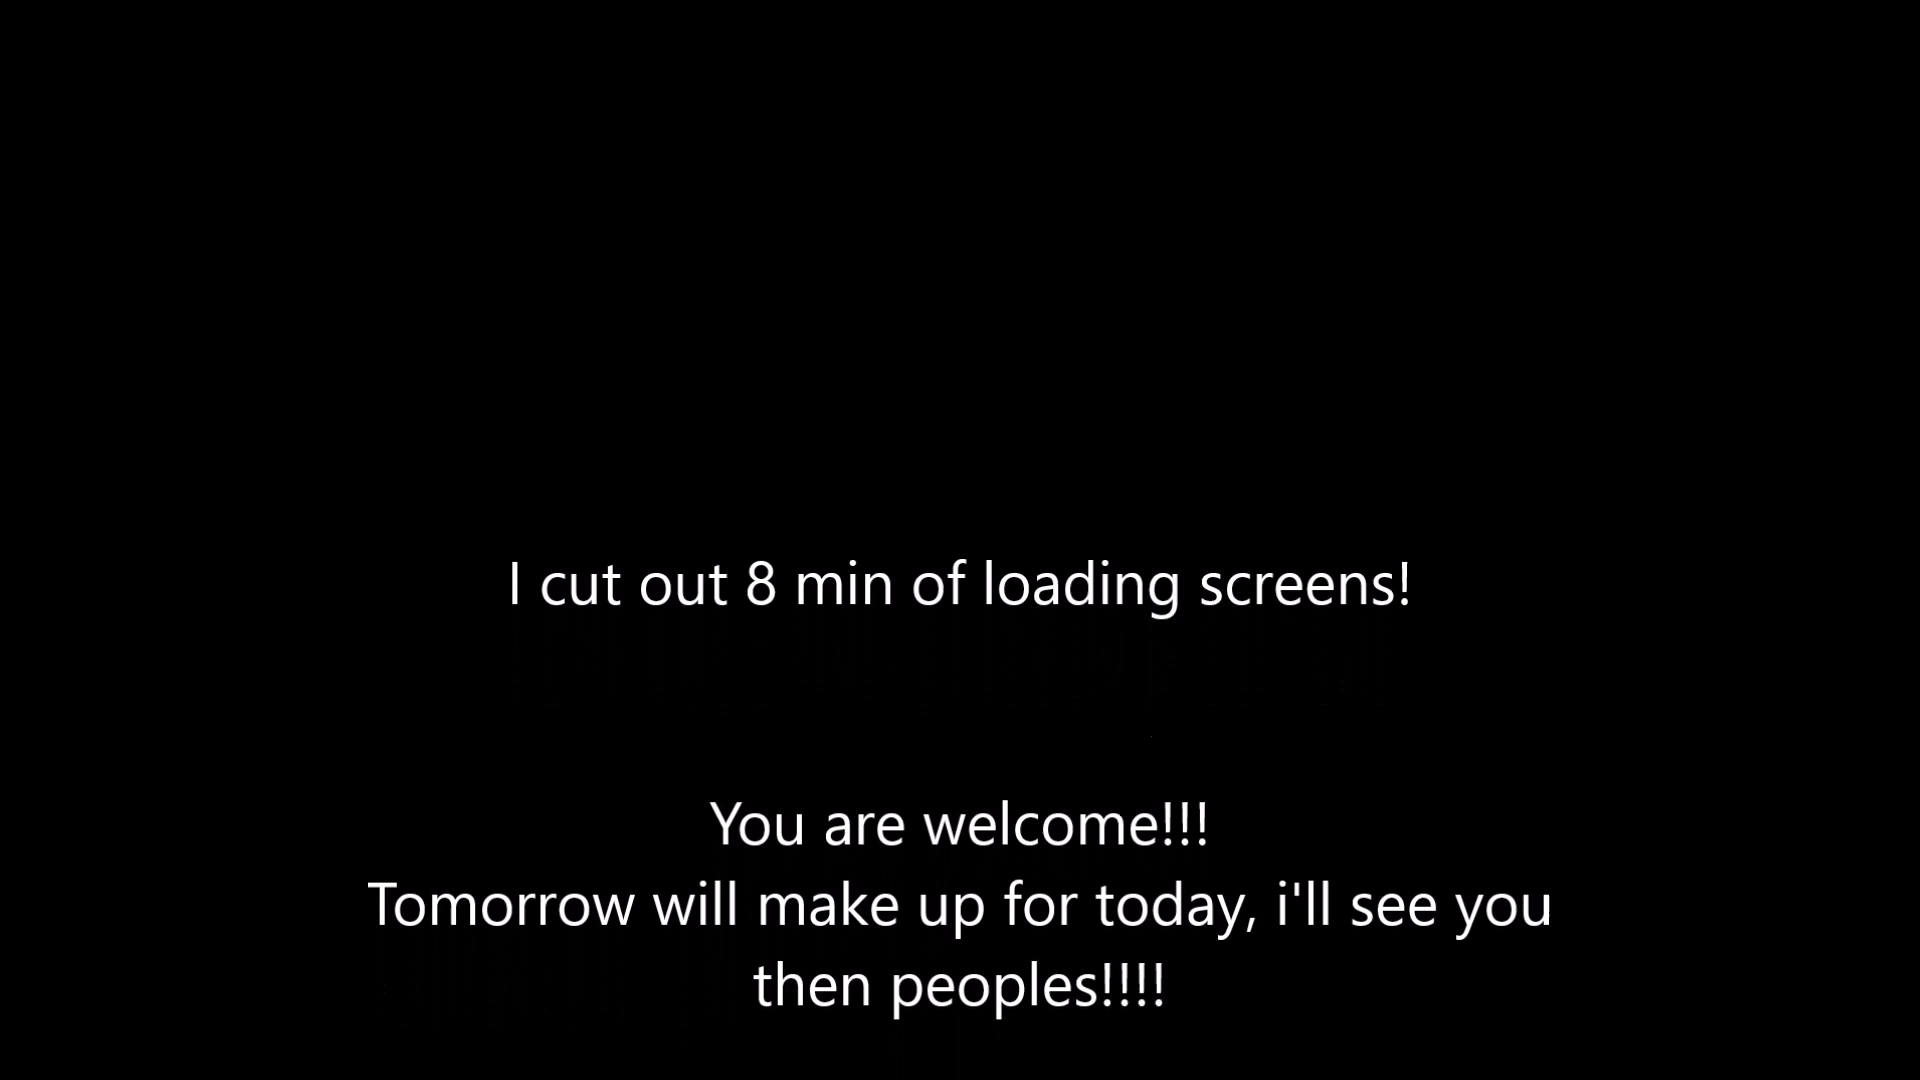 I cut out 8 min of loading screens!
You are welcome!!!
Tomorrow will make up for today, i'll see you
then peoples!!!!